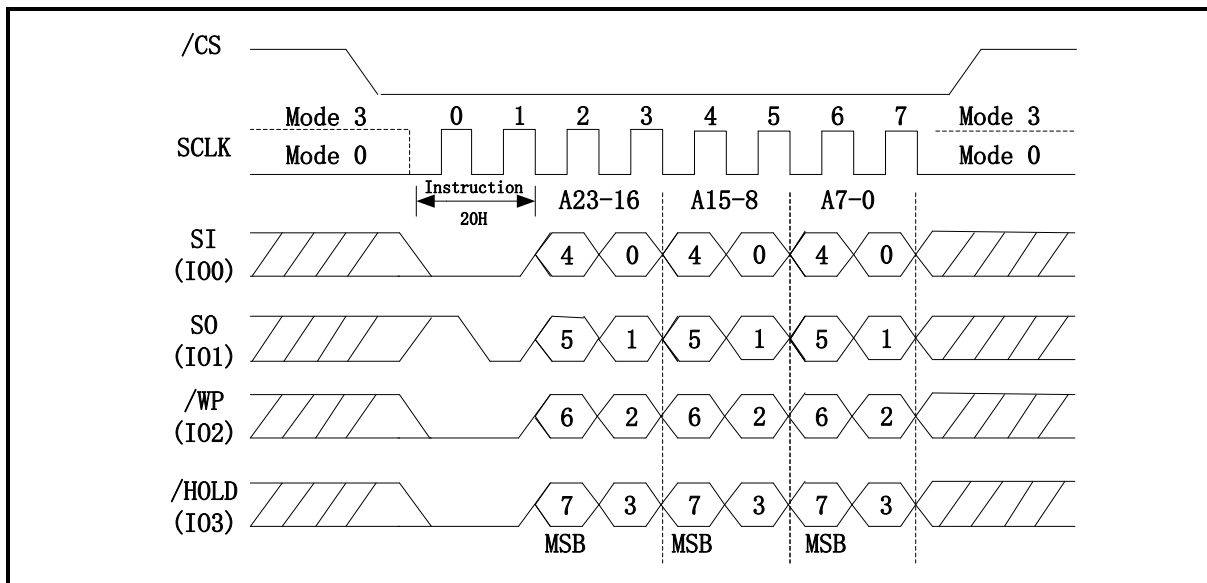 /CS
Mode 3 0 1 2 3 4 5 6 7 Mode 3
SCLK
Mode 0 Mode 0
Instruction
A23-16 A15-8 A7-0
20H
SI
(IO0)
4 0 4 0 4 0
SO
(IO1)
5 1 5 1 5 1
/WP
(IO2)
6 2 6 2 6 2
/HOLD
(IO3)
7 3 7 3 7 3
MSB MSB MSB